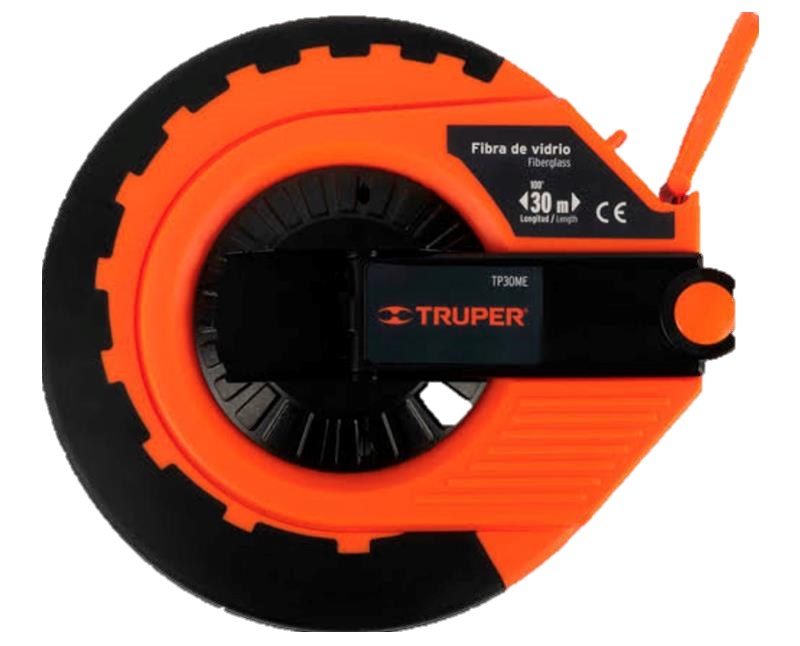 Fibra de vidrio
Fiberglass
100'
30 m
Longitud / Length
CE
TP30ME
TRUPER